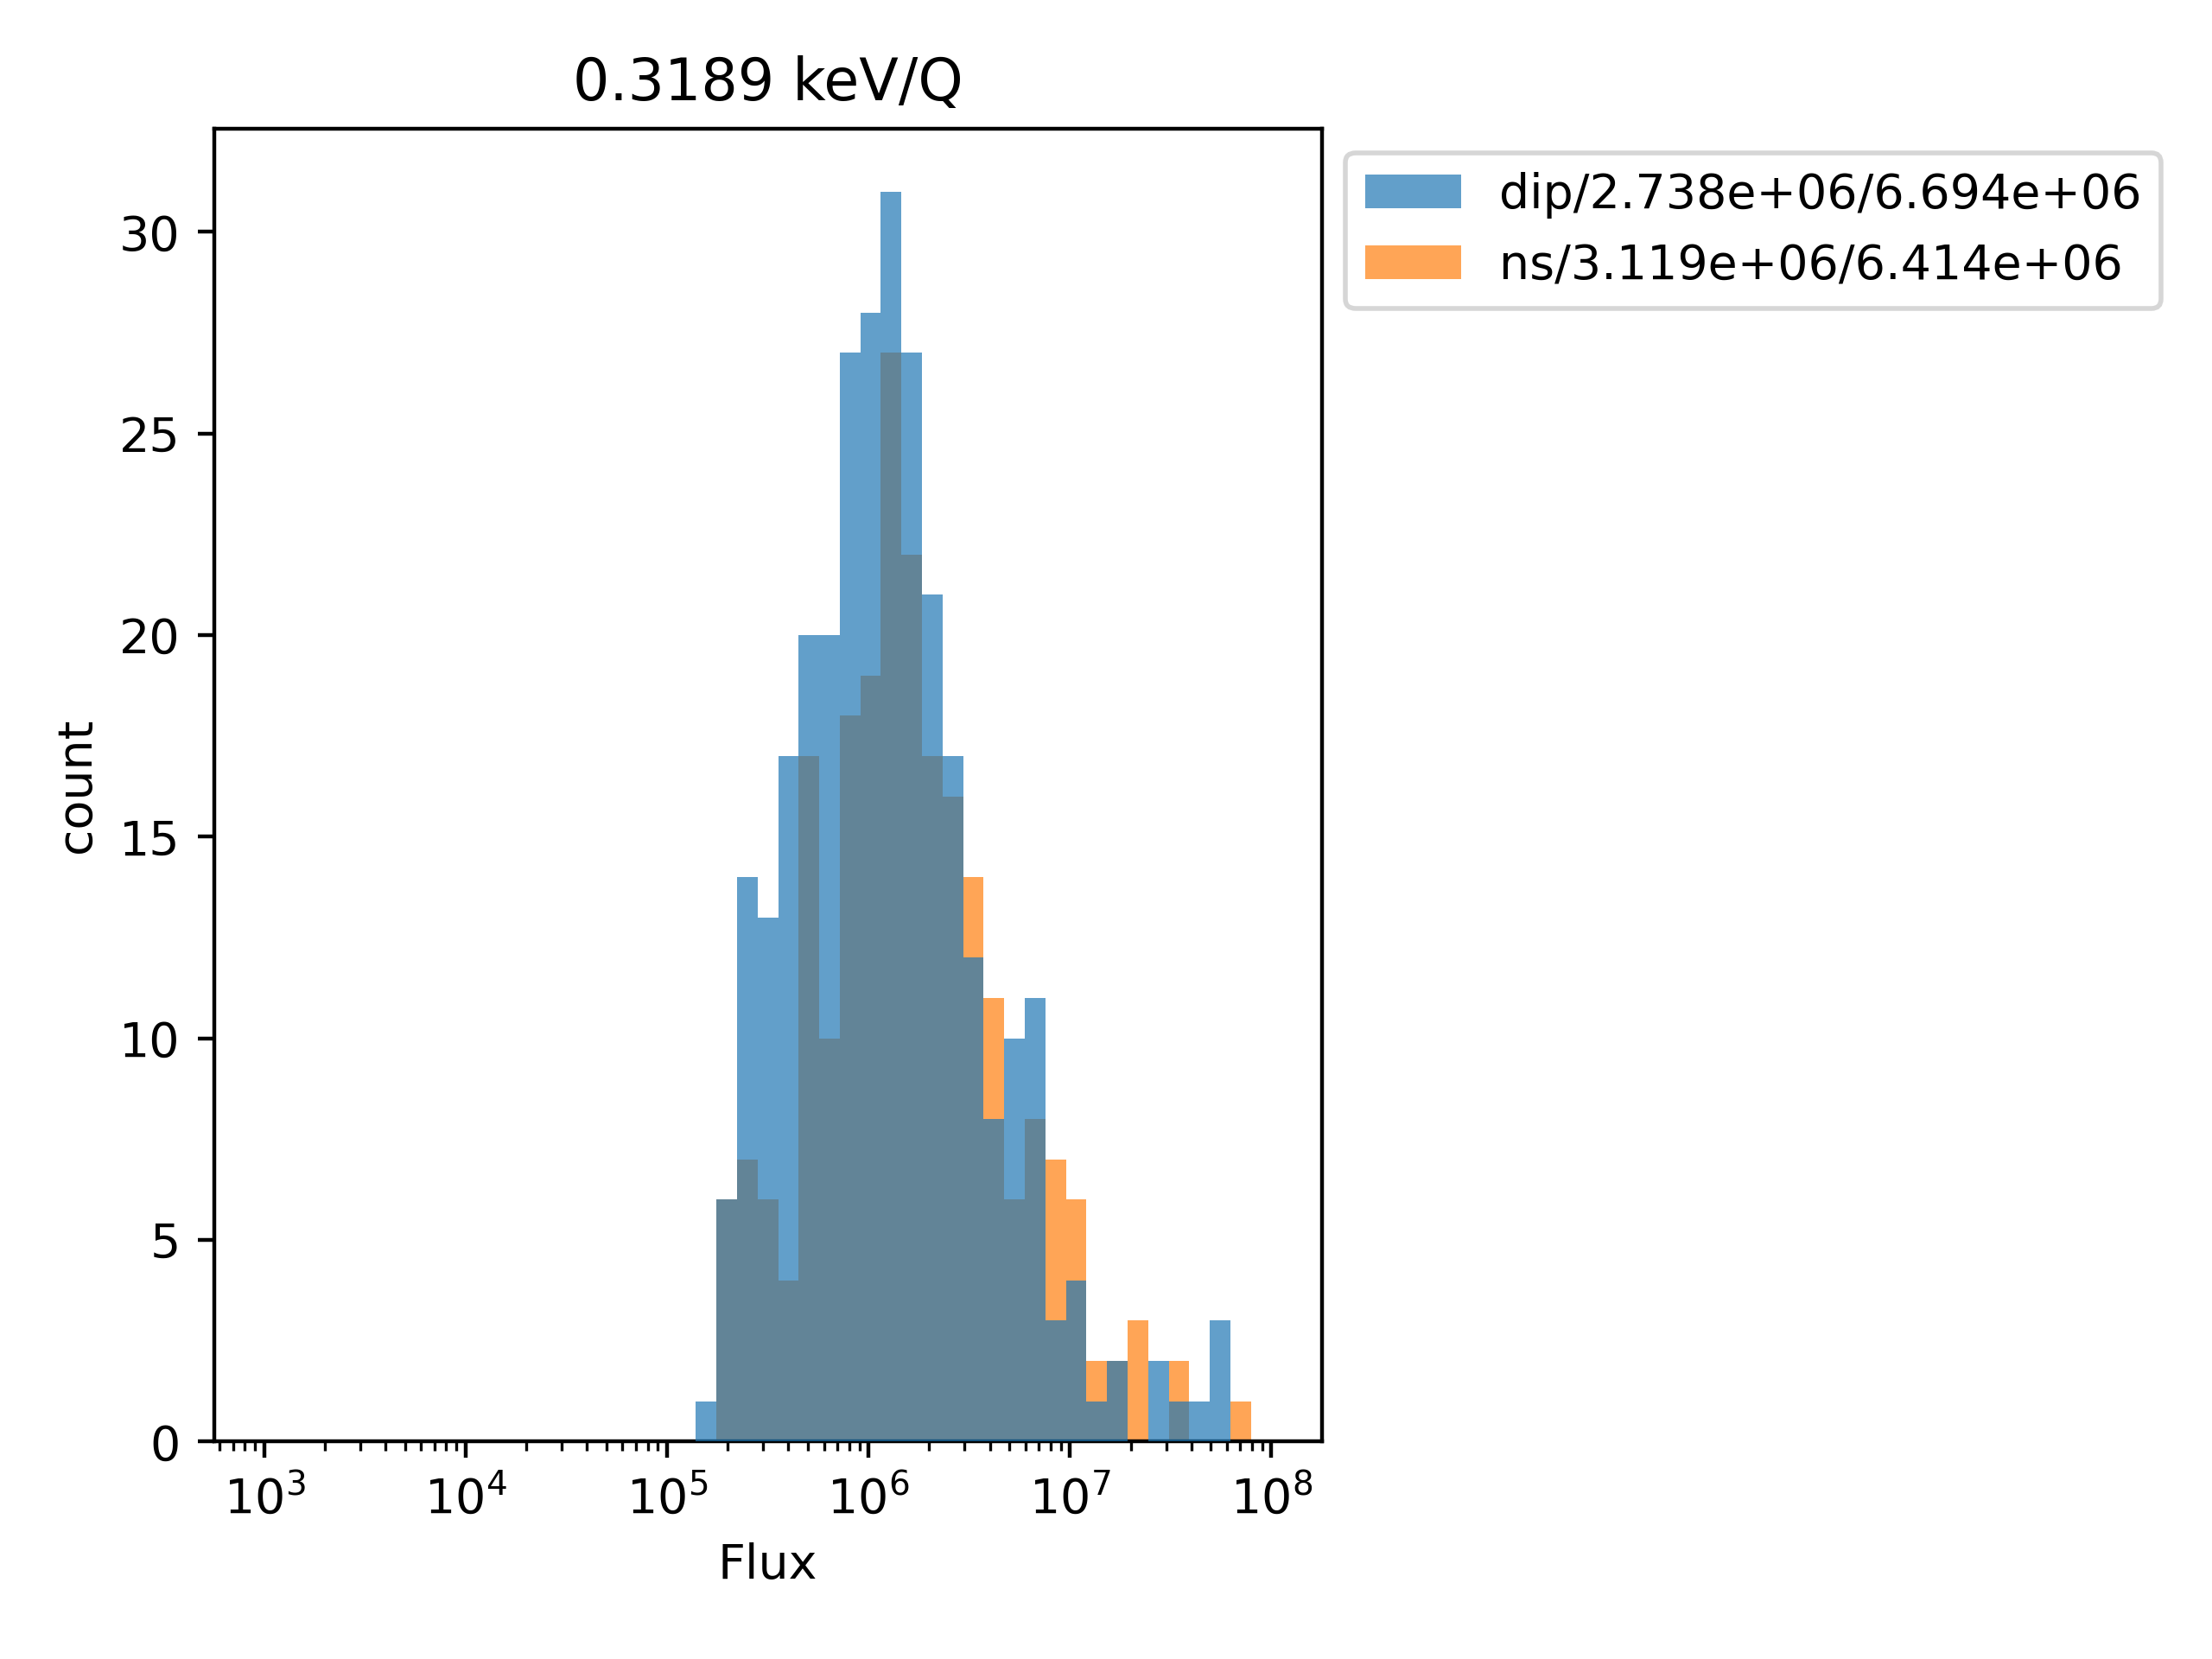 0.3189 keV/Q
dip/2.738e+06/6.694e+06
ns/3.119e+06/6.414e+06
count
30
25
20
15
10
5
0
10³ 10⁴ 10⁵ 10⁶ 10⁷ 10⁸
Flux